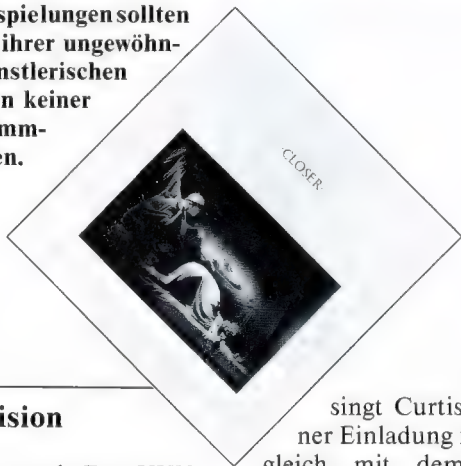 spielungen sollten
ihrer ungewöhn-
nstlerischen
n keiner
mm-
en.
·CLOSER·
ision
singt Curtis
ner Einladung
gleich mit dem